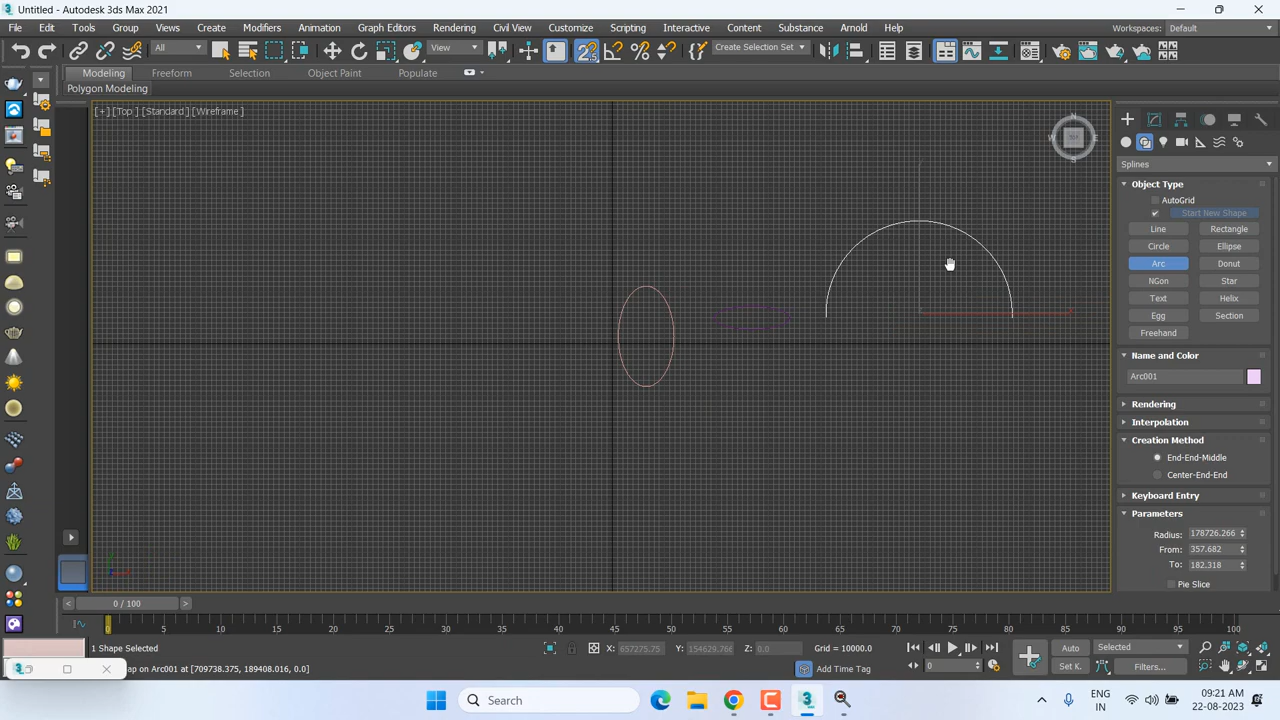 Untitled - Autodesk 3ds Max 2021
File Edit Tools Group Views Create Modifiers Animation Graph Editors Rendering Civil View Customize Scripting Interactive Content Substance Arnold Help
Workspaces: Default
All View Create Selection Set
Modeling Freeform Selection Object Paint Populate
Polygon Modeling
[+] [Top ] [Standard ] [Wireframe ]
Splines
Object Type
AutoGrid
Start New Shape
Line Rectangle
Circle Ellipse
Arc Donut
NGon Star
Text Helix
Egg Section
Freehand
Name and Color
Arc001
Rendering
Interpolation
Creation Method
End-End-Middle
Center-End-End
Keyboard Entry
Parameters
Radius: 178726.266
From: 357.682
To: 182.318
Pie Slice
0 / 100
0 5 10 15 20 25 30 35 40 45 50 55 60 65 70 75 80 85 90 95 100
1 Shape Selected
X: 657275.75 Y: 154629.766 Z: 0.0 Grid = 10000.0
Auto Selected
ap on Arc001 at [709738.375, 189408.016, 0.0]
Add Time Tag
Set K. Filters...
0
Search
ENG
IN
09:21 AM
22-08-2023